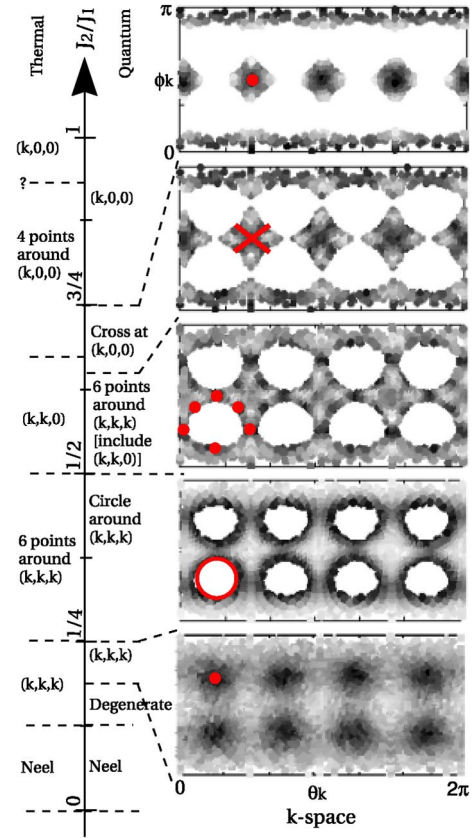 Thermal
J2/J1
Quantum
π
ϕk
0
1
(k,0,0)
?
(k,0,0)
4 points
around
(k,0,0)
3/4
Cross at
(k,0,0)
6 points
around
(k,k,k)
[include
(k,k,0)]
(k,k,0)
1/2
Circle
around
(k,k,k)
6 points
around
(k,k,k)
1/4
(k,k,k)
(k,k,k)
Degenerate
Neel
Neel
0
0
θk
2π
k-space